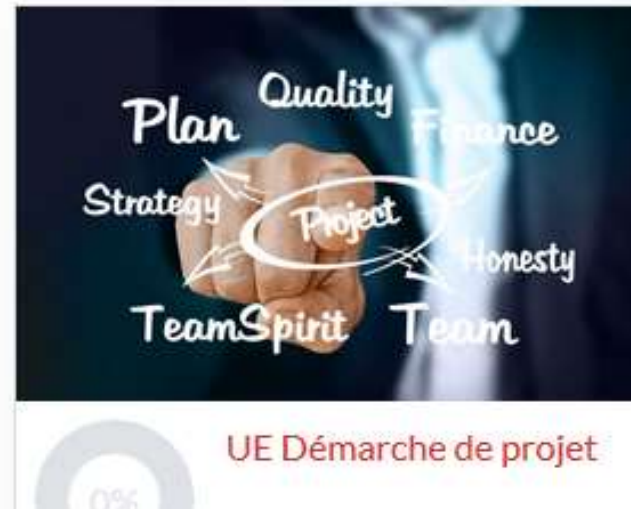 Quality
Plan
Finance
Strategy
Project
Honesty
TeamSpirit Team
UE Démarche de projet
0%